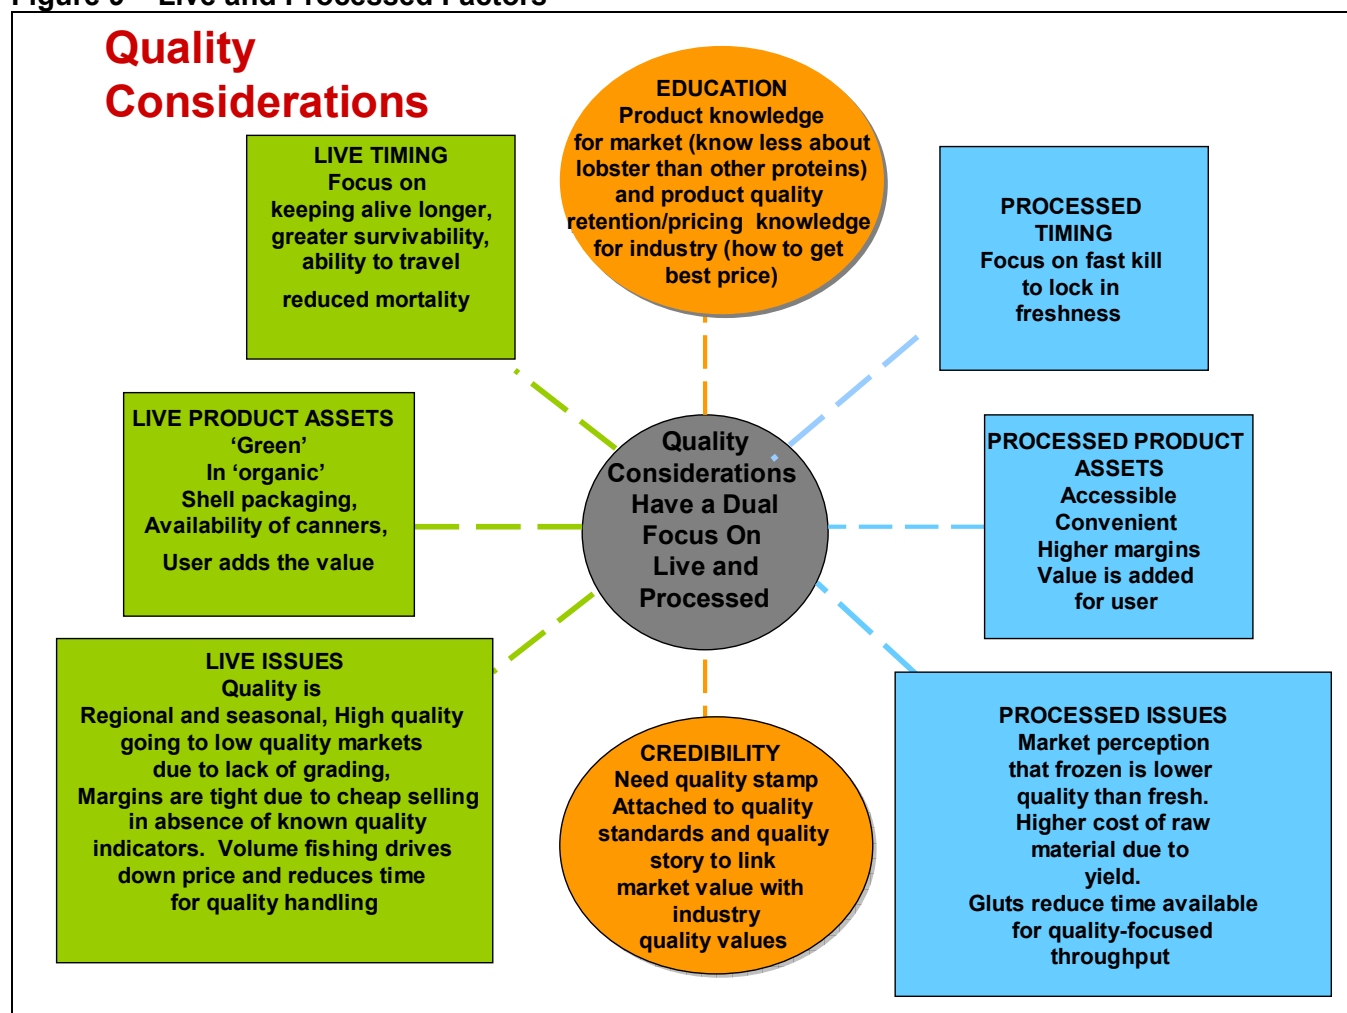 Quality
Considerations
EDUCATION
Product knowledge
for market (know less about
lobster than other proteins)
and product quality
retention/pricing knowledge
for industry (how to get
best price)
LIVE TIMING
Focus on
keeping alive longer,
greater survivability,
ability to travel
reduced mortality
PROCESSED
TIMING
Focus on fast kill
to lock in
freshness
LIVE PRODUCT ASSETS
‘Green’
In ‘organic’
Shell packaging,
Availability of canners,
User adds the value
Quality
Considerations
Have a Dual
Focus On
Live and
Processed
PROCESSED PRODUCT
ASSETS
Accessible
Convenient
Higher margins
Value is added
for user
LIVE ISSUES
Quality is
Regional and seasonal, High quality
going to low quality markets
due to lack of grading,
Margins are tight due to cheap selling
in absence of known quality
indicators. Volume fishing drives
down price and reduces time
for quality handling
CREDIBILITY
Need quality stamp
Attached to quality
standards and quality
story to link
market value with
industry
quality values
PROCESSED ISSUES
Market perception
that frozen is lower
quality than fresh.
Higher cost of raw
material due to
yield.
Gluts reduce time available
for quality-focused
throughput